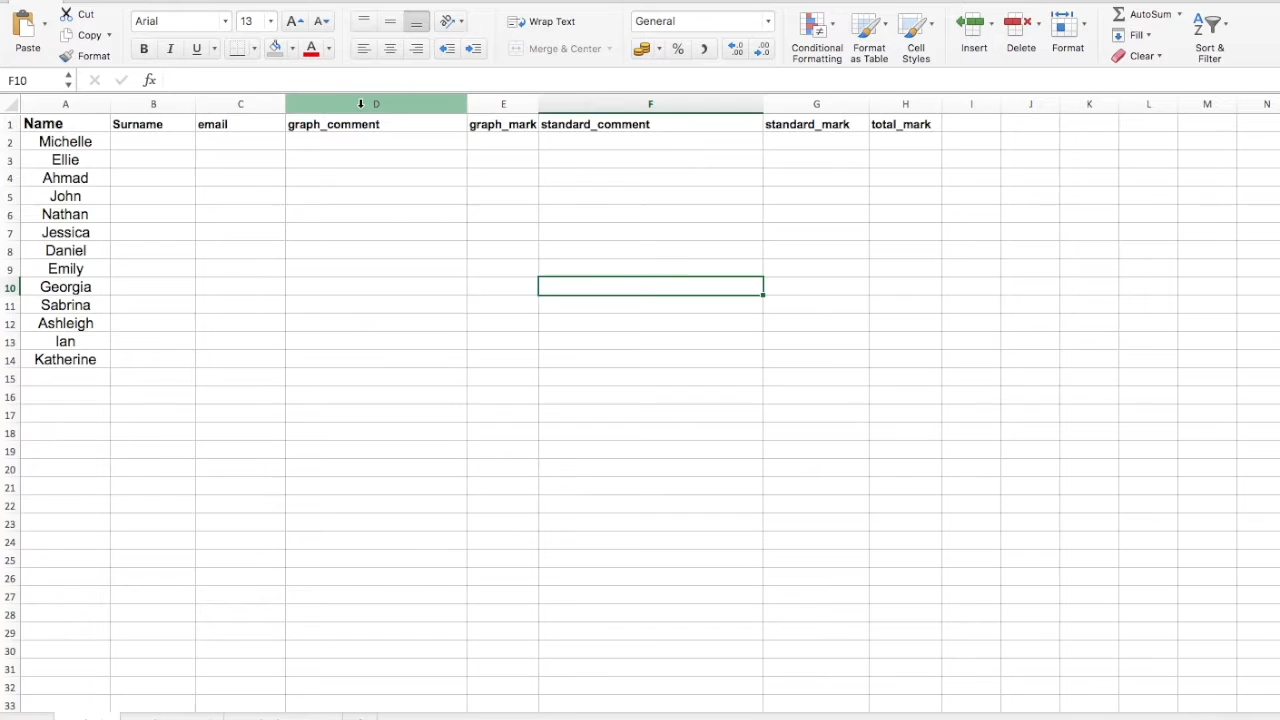 Cut
Copy
Format
Paste
Arial
13
A
A
Wrap Text
Merge & Center
General
%
Conditional
Formatting
Format
as Table
Cell
Styles
Insert
Delete
Format
AutoSum
Fill
Clear
Sort &
Filter
B I U A
F10
fx
A B C D E F G H I J K L M N
1 Name Surname email graph_comment graph_mark standard_comment standard_mark total_mark
2 Michelle
3 Ellie
4 Ahmad
5 John
6 Nathan
7 Jessica
8 Daniel
9 Emily
10 Georgia
11 Sabrina
12 Ashleigh
13 Ian
14 Katherine
15
16
17
18
19
20
21
22
23
24
25
26
27
28
29
30
31
32
33